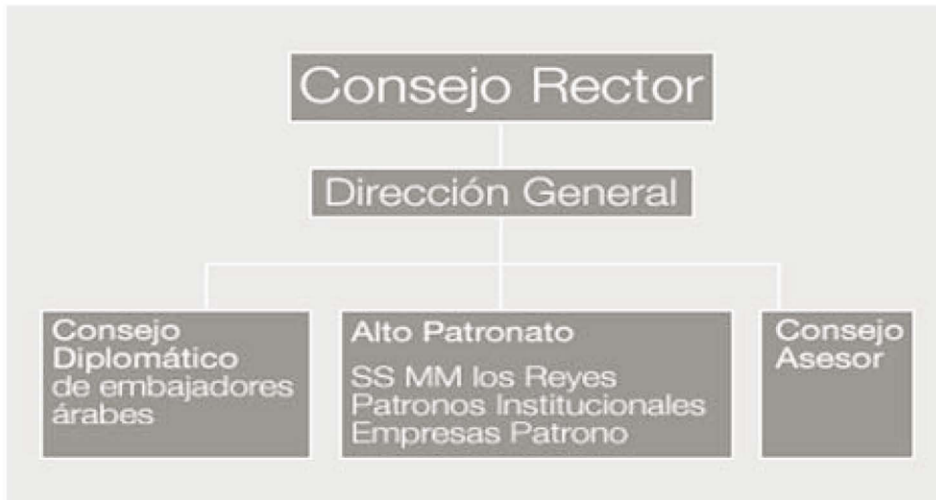 Consejo Rector
Dirección General
Consejo
Diplomático
de embajadores
árabes
Alto Patronato
SS MM los Reyes
Patronos Institucionales
Empresas Patrono
Consejo
Asesor